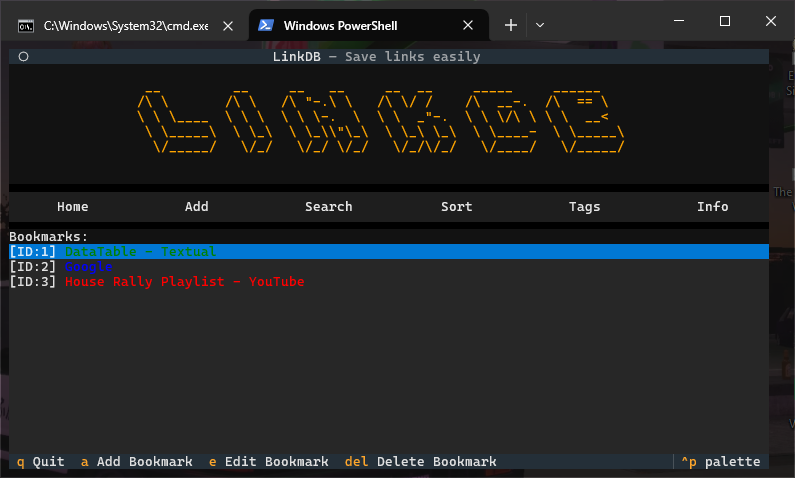 C:\Windows\System32\cmd.exe
Windows PowerShell
LinkDB — Save links easily
LINKDB
Home Add Search Sort Tags Info
Bookmarks:
[ID:1] DataTable - Textual
[ID:2] Google
[ID:3] House Rally Playlist - YouTube
q Quit a Add Bookmark e Edit Bookmark del Delete Bookmark ^p palette